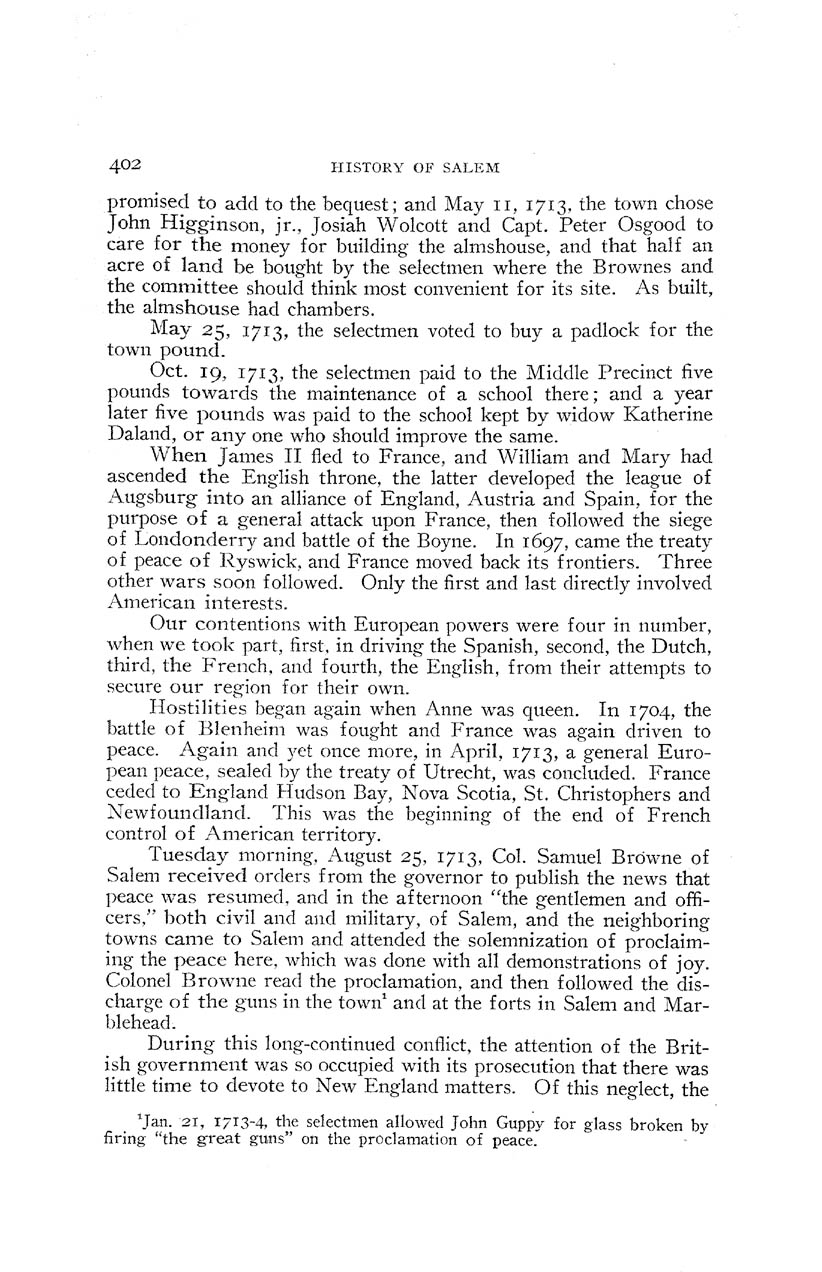 402 HISTORY OF SALEM
promised to add to the bequest; and May 11, 1713, the town chose
John Higginson, jr., Josiah Wolcott and Capt. Peter Osgood to
care for the money for building the almshouse, and that half an
acre of land be bought by the selectmen where the Brownes and
the committee should think most convenient for its site. As built,
the almshouse had chambers.
May 25, 1713, the selectmen voted to buy a padlock for the
town pound.
Oct. 19, 1713, the selectmen paid to the Middle Precinct five
pounds towards the maintenance of a school there; and a year
later five pounds was paid to the school kept by widow Katherine
Daland, or any one who should improve the same.
When James II fled to France, and William and Mary had
ascended the English throne, the latter developed the league of
Augsburg into an alliance of England, Austria and Spain, for the
purpose of a general attack upon France, then followed the siege
of Londonderry and battle of the Boyne. In 1697, came the treaty
of peace of Ryswick, and France moved back its frontiers. Three
other wars soon followed. Only the first and last directly involved
American interests.
Our contentions with European powers were four in number,
when we took part, first, in driving the Spanish, second, the Dutch,
third, the French, and fourth, the English, from their attempts to
secure our region for their own.
Hostilities began again when Anne was queen. In 1704, the
battle of Blenheim was fought and France was again driven to
peace. Again and yet once more, in April, 1713, a general Euro-
pean peace, sealed by the treaty of Utrecht, was concluded. France
ceded to England Hudson Bay, Nova Scotia, St. Christophers and
Newfoundland. This was the beginning of the end of French
control of American territory.
Tuesday morning, August 25, 1713, Col. Samuel Browne of
Salem received orders from the governor to publish the news that
peace was resumed, and in the afternoon "the gentlemen and offi-
cers," both civil and and military, of Salem, and the neighboring
towns came to Salem and attended the solemnization of proclaim-
ing the peace here, which was done with all demonstrations of joy.
Colonel Browne read the proclamation, and then followed the dis-
charge of the guns in the town¹ and at the forts in Salem and Mar-
blehead.
During this long-continued conflict, the attention of the Brit-
ish government was so occupied with its prosecution that there was
little time to devote to New England matters. Of this neglect, the
¹Jan. 21, 1713-4, the selectmen allowed John Guppy for glass broken by
firing "the great guns" on the proclamation of peace.